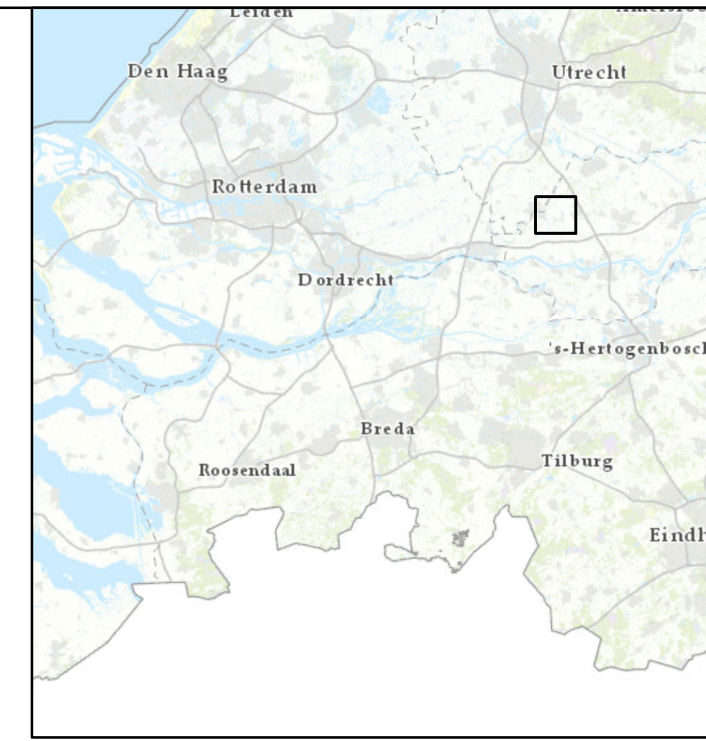 Leiden
Den Haag
Utrecht
Rotterdam
Dordrecht
's-Hertogenbosch
Breda
Tilburg
Roosendaal
Eindh